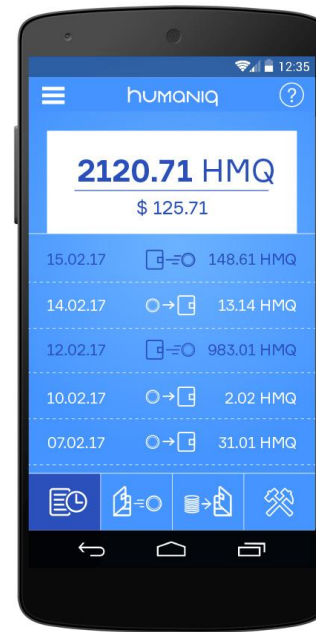 12:35
humaniq
?
2120.71 HMQ
$ 125.71
15.02.17 148.61 HMQ
14.02.17 13.14 HMQ
12.02.17 983.01 HMQ
10.02.17 2.02 HMQ
07.02.17 31.01 HMQ